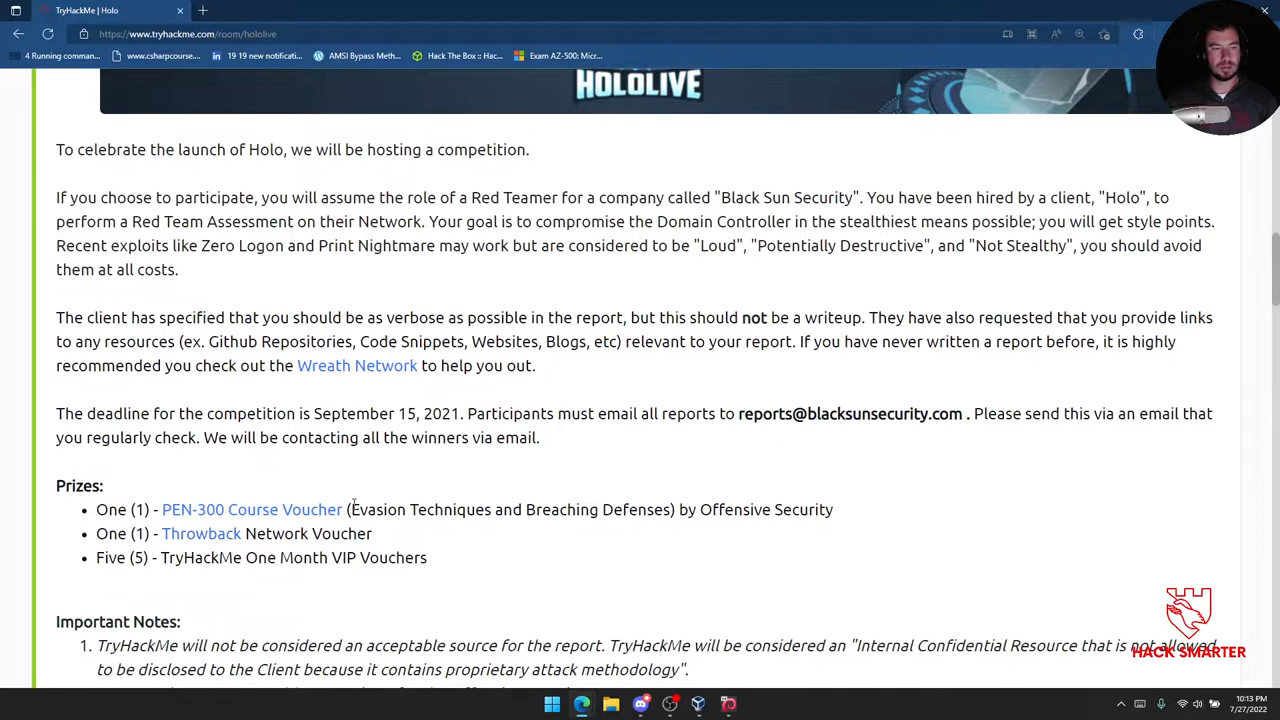 TryHackMe | Holo
https://www.tryhackme.com/room/hololive
4 Running comman...
www.csharpcourse....
19 19 new notificati...
AMSI Bypass Meth...
Hack The Box :: Hac...
Exam AZ-500: Micr...
HOLOLIVE
To celebrate the launch of Holo, we will be hosting a competition.
If you choose to participate, you will assume the role of a Red Teamer for a company called "Black Sun Security". You have been hired by a client, "Holo", to
perform a Red Team Assessment on their Network. Your goal is to compromise the Domain Controller in the stealthiest means possible; you will get style points.
Recent exploits like Zero Logon and Print Nightmare may work but are considered to be "Loud", "Potentially Destructive", and "Not Stealthy", you should avoid
them at all costs.
The client has specified that you should be as verbose as possible in the report, but this should not be a writeup. They have also requested that you provide links
to any resources (ex. Github Repositories, Code Snippets, Websites, Blogs, etc) relevant to your report. If you have never written a report before, it is highly
recommended you check out the Wreath Network to help you out.
The deadline for the competition is September 15, 2021. Participants must email all reports to reports@blacksunsecurity.com . Please send this via an email that
you regularly check. We will be contacting all the winners via email.
Prizes:
One (1) - PEN-300 Course Voucher (Evasion Techniques and Breaching Defenses) by Offensive Security
One (1) - Throwback Network Voucher
Five (5) - TryHackMe One Month VIP Vouchers
Important Notes:
1. TryHackMe will not be considered an acceptable source for the report. TryHackMe will be considered an "Internal Confidential Resource that is not allowed
to be disclosed to the Client because it contains proprietary attack methodology".
HACK SMARTER
10:13 PM
7/27/2022